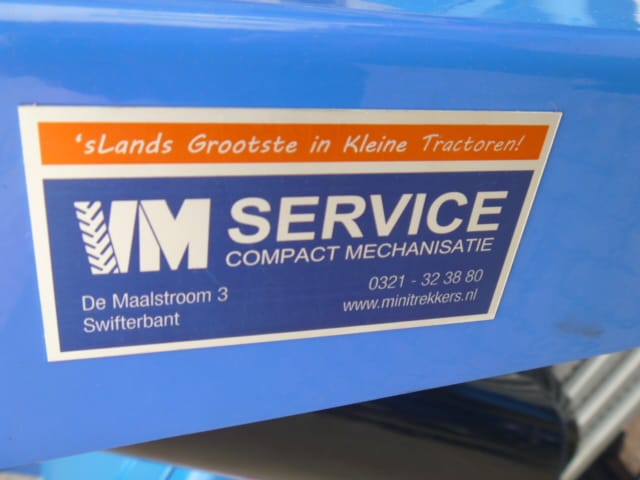 'sLands Grootste in Kleine Tractoren!
VM SERVICE
COMPACT MECHANISATIE
De Maalstroom 3
Swifterbant
0321 - 32 38 80
www.minitrekkers.nl